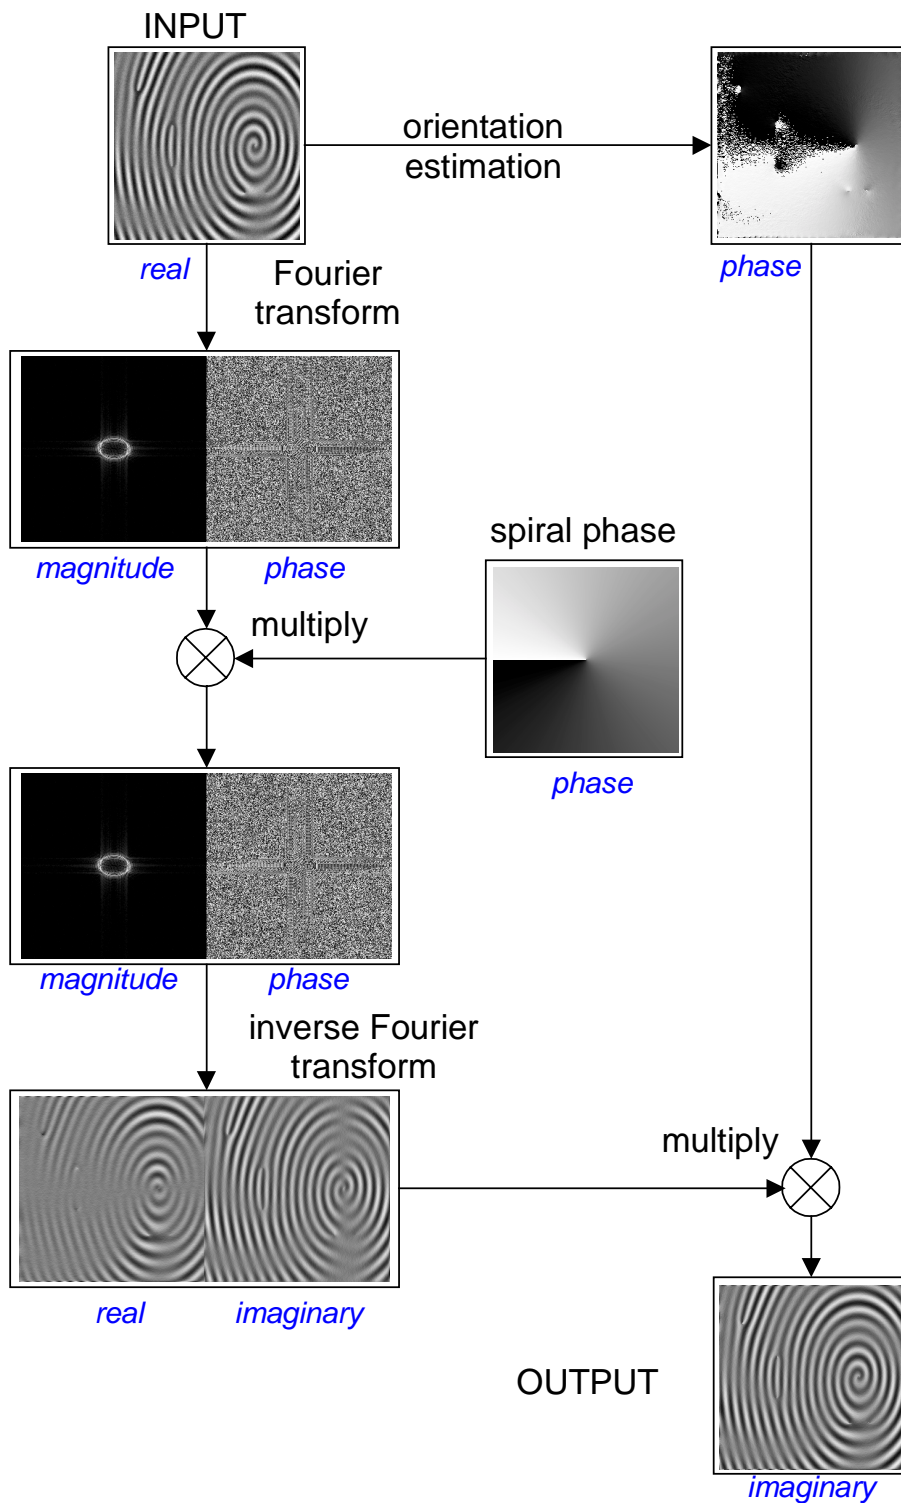 INPUT
orientation
estimation
real
phase
Fourier
transform
magnitude
phase
spiral phase
multiply
phase
magnitude
phase
inverse Fourier
transform
multiply
real
imaginary
OUTPUT
imaginary